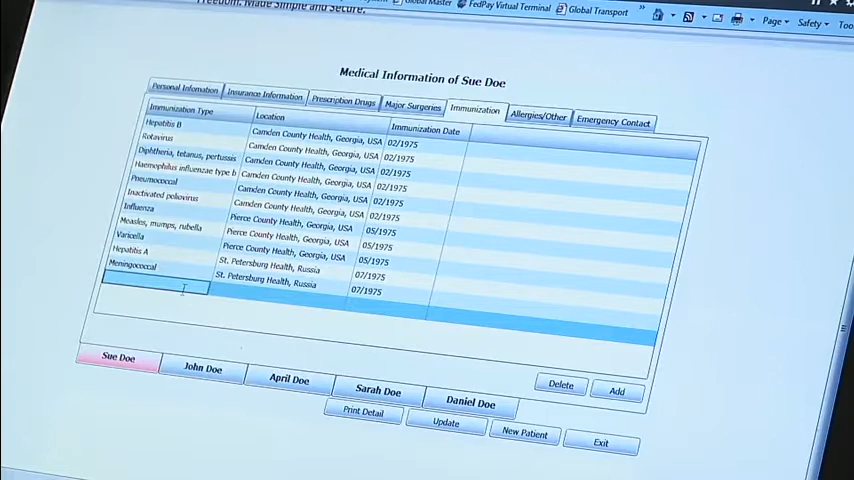 Freedom. Made Simple and Secure.
Global Master
FedPay Virtual Terminal
Global Transport
Page
Safety
Medical Information of Sue Doe
Personal Infomation Insurance Information Prescription Drugs Major Surgeries Immunization Allergies/Other Emergency Contact
Immunization Type Location Immunization Date
Hepatitis B Camden County Health, Georgia, USA 02/1975
Rotavirus Camden County Health, Georgia, USA 02/1975
Diphtheria, tetanus, pertussis Camden County Health, Georgia, USA 02/1975
Haemophilus influenzae type b Camden County Health, Georgia, USA 02/1975
Pneumococcal Camden County Health, Georgia, USA 02/1975
Inactivated poliovirus Camden County Health, Georgia, USA 02/1975
Influenza Pierce County Health, Georgia, USA 05/1975
Measles, mumps, rubella Pierce County Health, Georgia, USA 05/1975
Varicella Pierce County Health, Georgia, USA 05/1975
Hepatitis A St. Petersburg Health, Russia 07/1975
Meningococcal St. Petersburg Health, Russia 07/1975
Delete Add
Sue Doe John Doe April Doe Sarah Doe Daniel Doe
Print Detail Update New Patient Exit